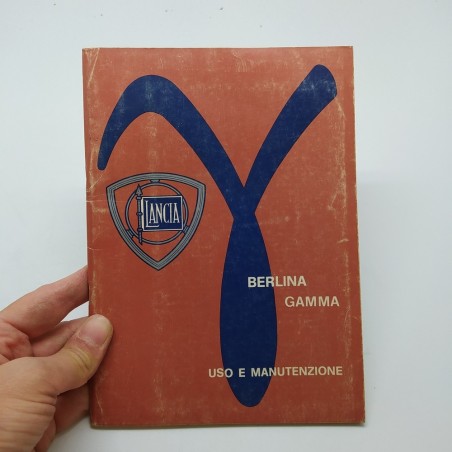 LANCIA
BERLINA
GAMMA
USO E MANUTENZIONE